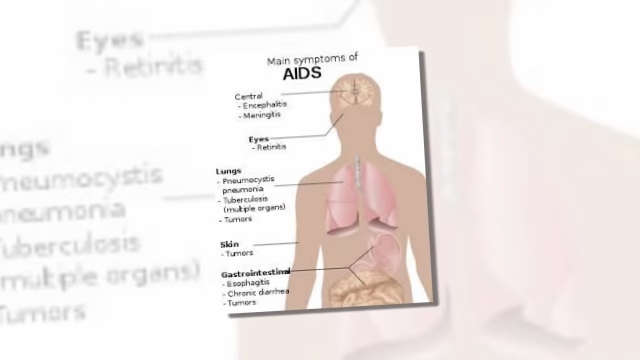 Eyes
- Retinitis
ngs
neumocystis
neumonia
uberculosis
(multiple organs)
Tumors
Main symptoms of
AIDS
Central
- Encephalitis
- Meningitis
Eyes
- Retinitis
Lungs
- Pneumocystis
pneumonia
- Tuberculosis
(multiple organs)
- Tumors
Skin
- Tumors
Gastrointestinal
- Esophagitis
- Chronic diarrhea
- Tumors